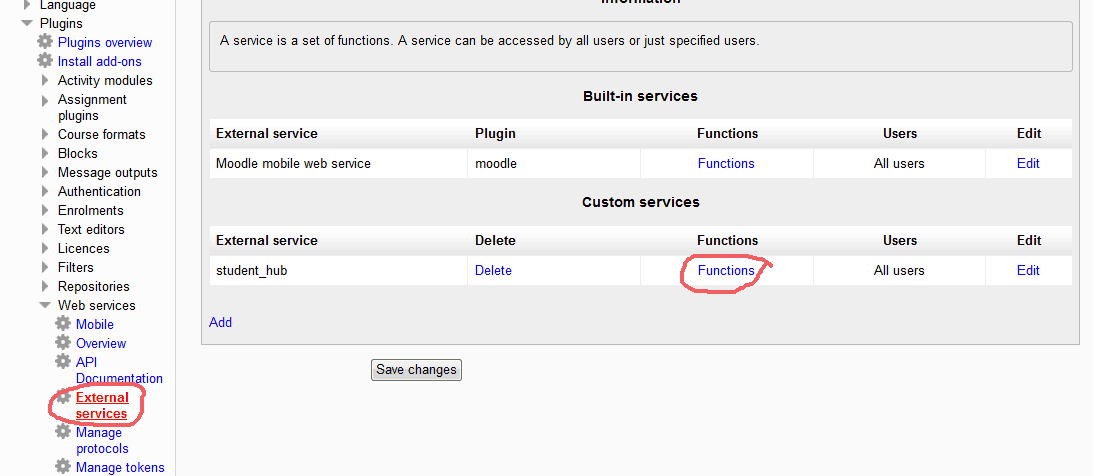 Language
Plugins
Plugins overview
Install add-ons
Activity modules
Assignment
plugins
Course formats
Blocks
Message outputs
Authentication
Enrolments
Text editors
Licences
Filters
Repositories
Web services
Mobile
Overview
API
Documentation
External
services
Manage
protocols
Manage tokens
Information
A service is a set of functions. A service can be accessed by all users or just specified users.
Built-in services
External service Plugin Functions Users Edit
Moodle mobile web service moodle Functions All users Edit
Custom services
External service Delete Functions Users Edit
student_hub Delete Functions All users Edit
Add
Save changes